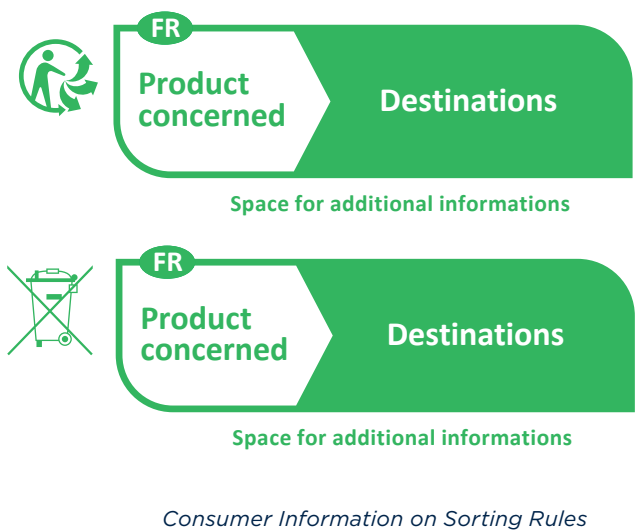 FR
Product
concerned
Destinations
Space for additional informations
FR
Product
concerned
Destinations
Space for additional informations
Consumer Information on Sorting Rules